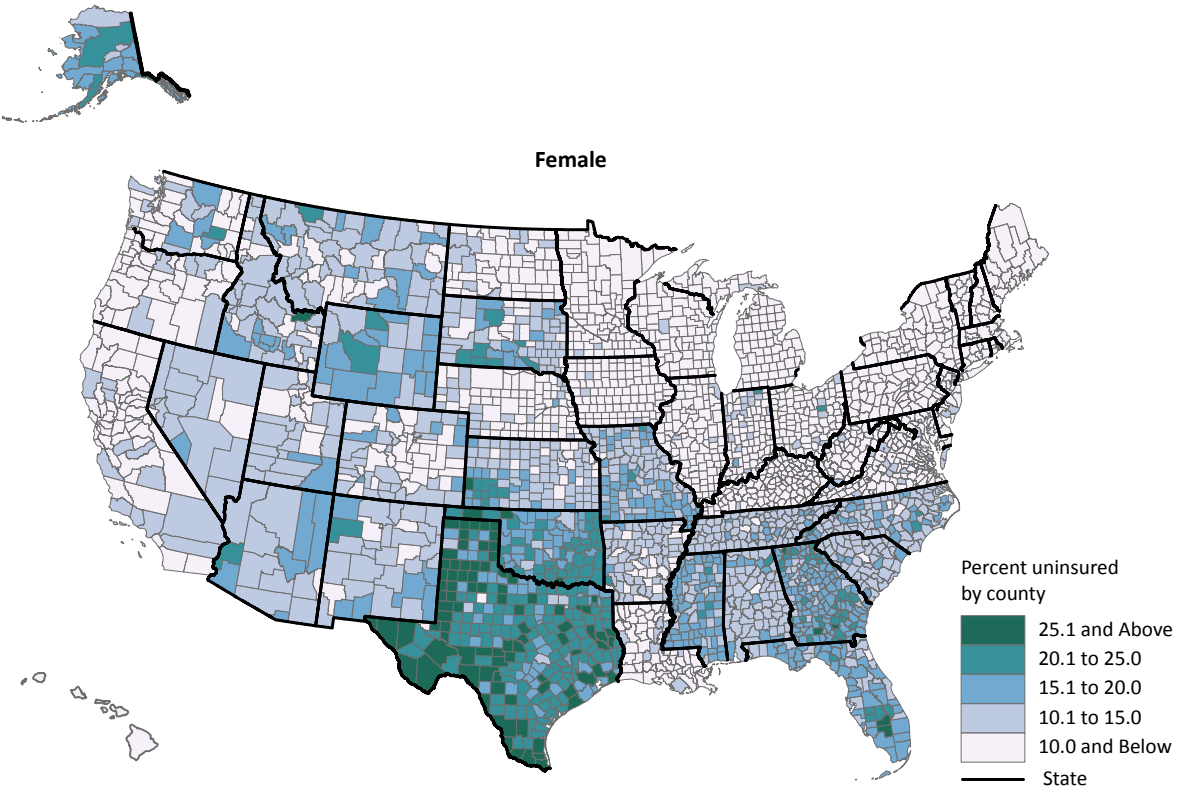 Female
Percent uninsured
by county
25.1 and Above
20.1 to 25.0
15.1 to 20.0
10.1 to 15.0
10.0 and Below
State